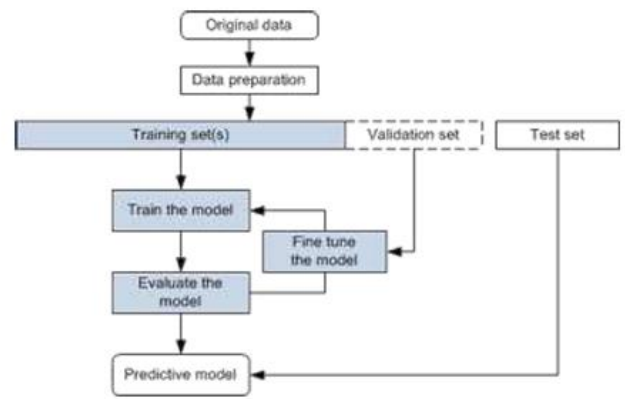 Original data
Data preparation
Training set(s)
Validation set
Test set
Train the model
Fine tune
the model
Evaluate the
model
Predictive model